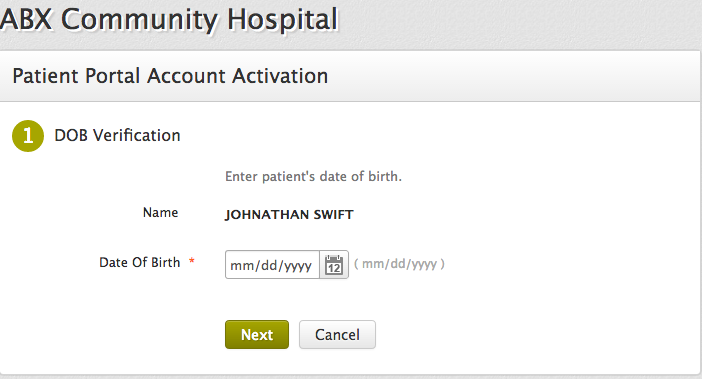 ABX Community Hospital
Patient Portal Account Activation
1 DOB Verification
Enter patient's date of birth.
Name JOHNATHAN SWIFT
Date Of Birth * mm/dd/yyyy 12 ( mm/dd/yyyy )
Next Cancel